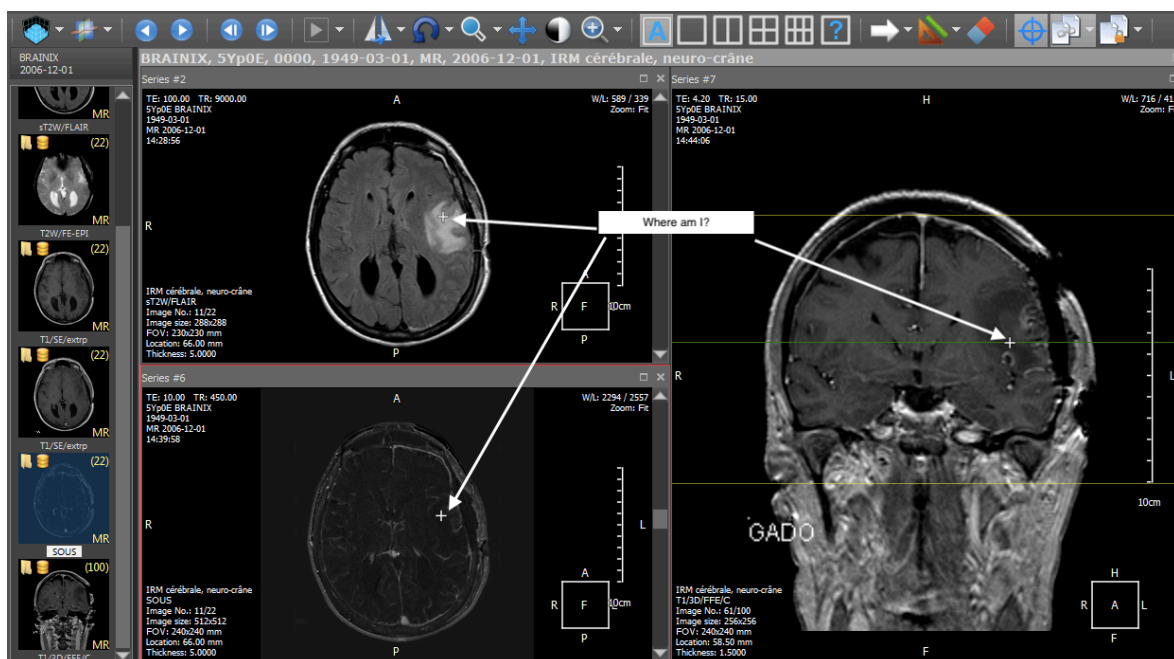 A
?
BRAINIX
2006-12-01
BRAINIX, 5Yp0E, 0000, 1949-03-01, MR, 2006-12-01, IRM cérébrale, neuro-crâne
MR
sT2W/FLAIR
(22)
MR
T2W/FE-EPI
(22)
MR
T1/SE/extrp
(22)
MR
T1/SE/extrp
(22)
MR
SOUS
(100)
MR
T1/3D/FFE/C
Series #2
TE: 100.00 TR: 9000.00
5Yp0E BRAINIX
1949-03-01
MR 2006-12-01
14:28:56
A
W/L: 589 / 339
Zoom: Fit
R
IRM cérébrale, neuro-crâne
sT2W/FLAIR
Image No.: 11/22
Image size: 288x288
FOV: 230x230 mm
Location: 66.00 mm
Thickness: 5.0000
P
A
R
F
10cm
P
Where am I?
Series #6
TE: 10.00 TR: 450.00
5Yp0E BRAINIX
1949-03-01
MR 2006-12-01
14:39:58
A
W/L: 2294 / 2557
Zoom: Fit
R
L
IRM cérébrale, neuro-crâne
SOUS
Image No.: 11/22
Image size: 512x512
FOV: 240x240 mm
Location: 66.00 mm
Thickness: 5.0000
P
A
R
F
10cm
P
Series #7
TE: 4.20 TR: 15.00
5Yp0E BRAINIX
1949-03-01
MR 2006-12-01
14:44:06
H
W/L: 716 / 41
Zoom: F
R
L
10cm
GADO
IRM cérébrale, neuro-crâne
T1/3D/FFE/C
Image No.: 61/100
Image size: 256x256
FOV: 240x240 mm
Location: 58.50 mm
Thickness: 1.5000
F
H
R
A
L
F